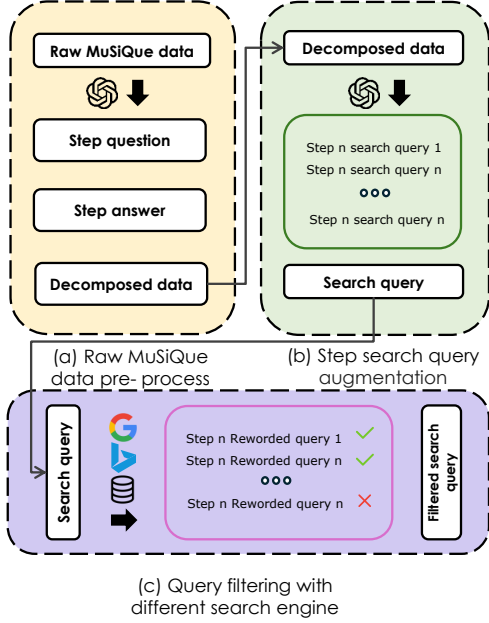 Raw MuSiQue data
Step question
Step answer
Decomposed data
(a) Raw MuSiQue
data pre- process
Decomposed data
Step n search query 1
Step n search query n
Step n search query n
Search query
(b) Step search query
augmentation
Search query
Step n Reworded query 1
Step n Reworded query n
Step n Reworded query n
Filtered search
query
(c) Query filtering with
different search engine